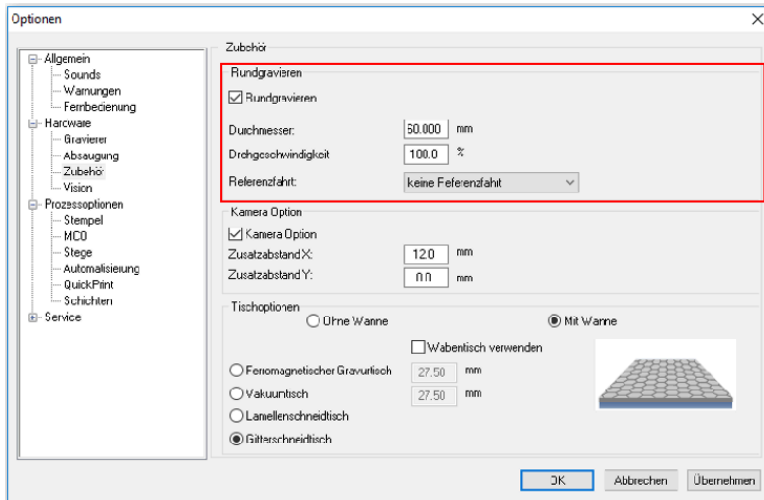 Optionen
Allgemein
Sounds
Warnungen
Fernbedienung
Hardware
Gravierer
Absaugung
Zubehör
Vision
Prozessoptionen
Stempel
MCO
Stege
Automatisierung
QuickPrint
Schichten
Service
Zubehör
Rundgravieren
Rundgravieren
Durchmesser: 60.000 mm
Drehgeschwindigkeit 100.0 %
Referenzfahrt: keine Referenzfahrt
Kamera Option
Kamera Option
Zusatzabstand X: 12.0 mm
Zusatzabstand Y: 0.0 mm
Tischoptionen
Ohne Wanne Mit Wanne
Wabentisch verwenden
Ferromagnetischer Gravurtisch 27.50 mm
Vakuumtisch 27.50 mm
Lamellenschneidtisch
Gitterschneidtisch
OK Abbrechen Übernehmen